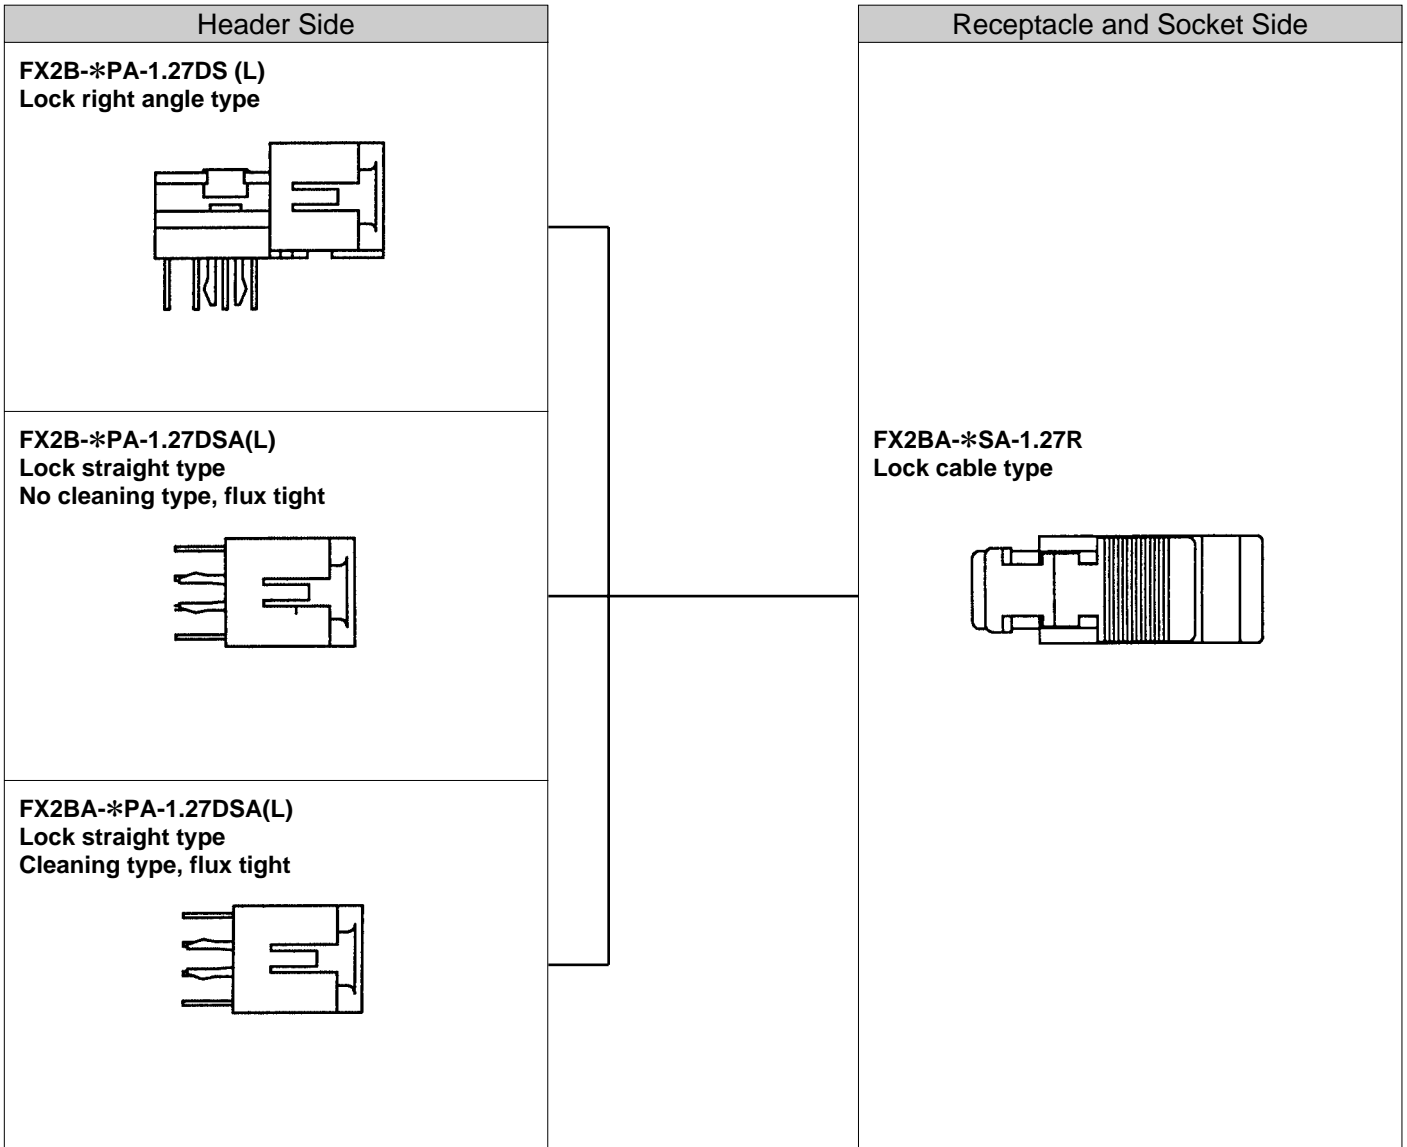 Header Side
Receptacle and Socket Side
FX2B-*PA-1.27DS (L)
Lock right angle type
FX2B-*PA-1.27DSA(L)
Lock straight type
No cleaning type, flux tight
FX2BA-*SA-1.27R
Lock cable type
FX2BA-*PA-1.27DSA(L)
Lock straight type
Cleaning type, flux tight